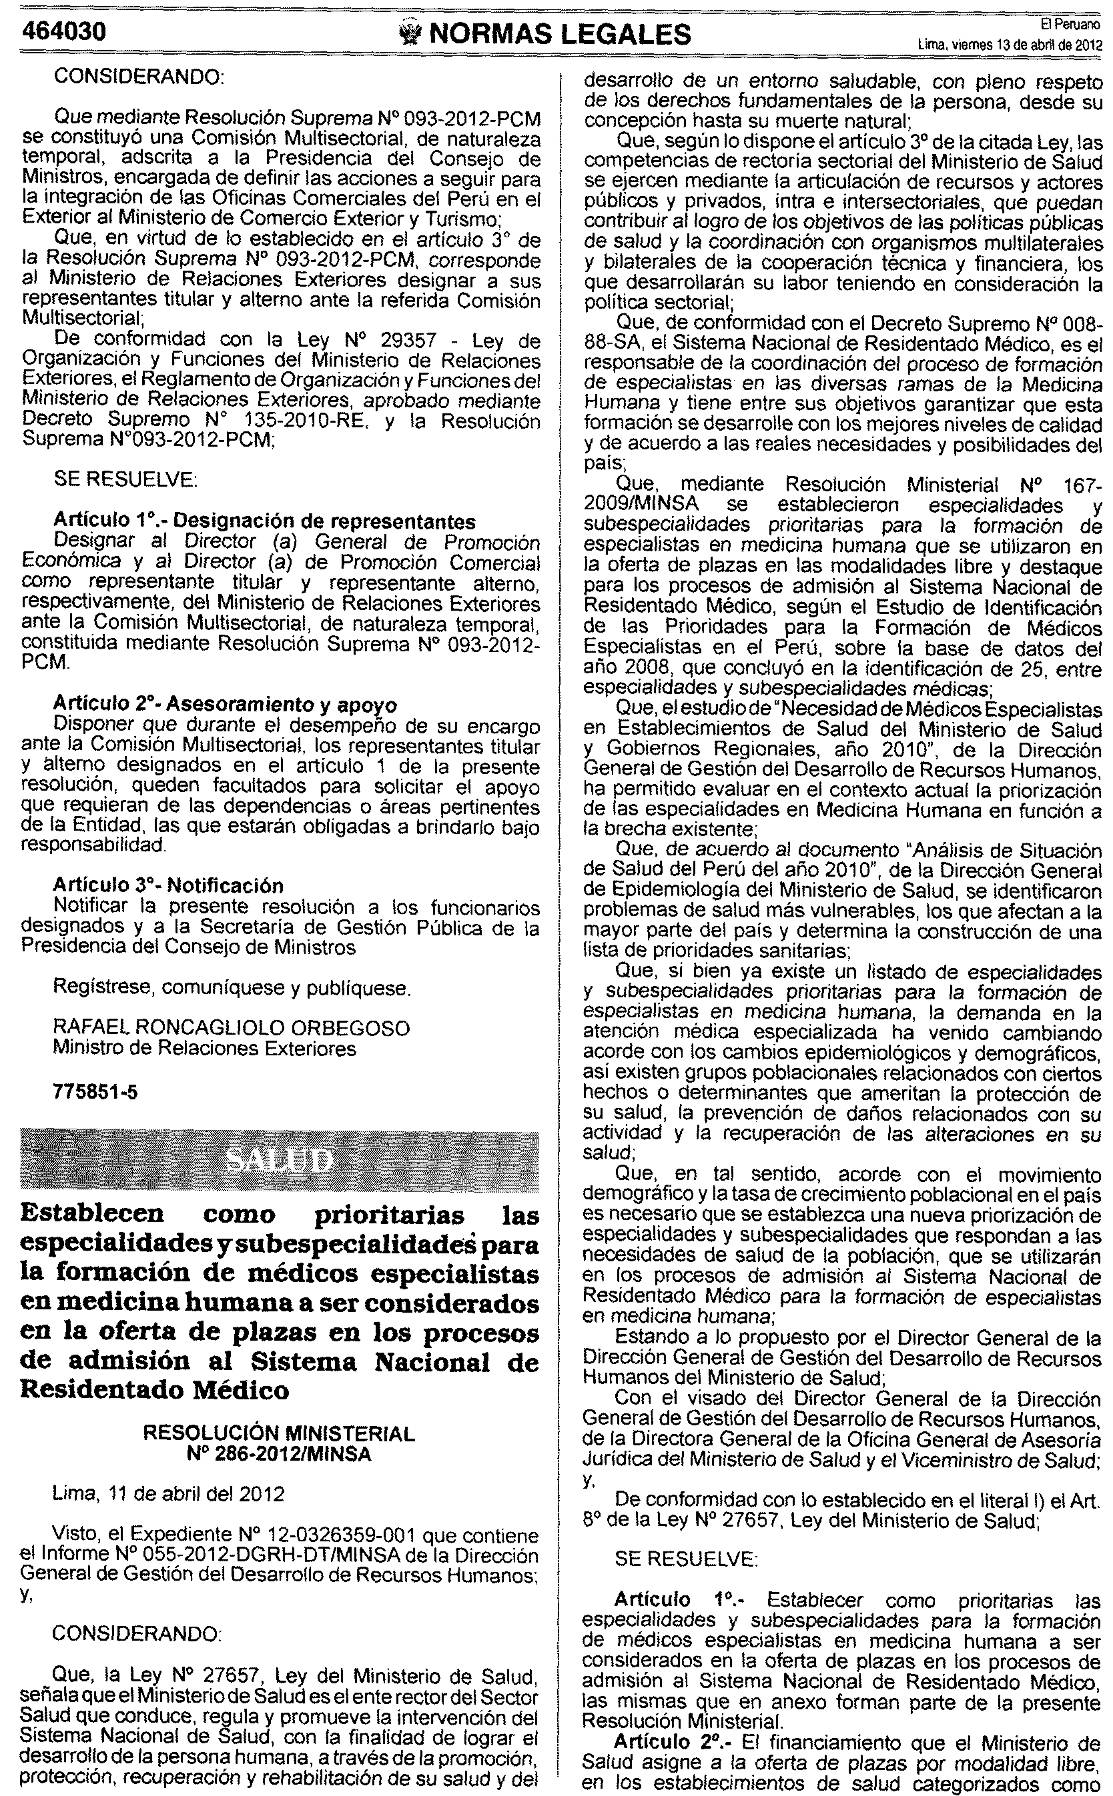 464030
NORMAS LEGALES
El Peruano
Lima, viernes 13 de abril de 2012
CONSIDERANDO:
Que mediante Resolución Suprema Nº 093-2012-PCM
se constituyó una Comisión Multisectorial, de naturaleza
temporal, adscrita a la Presidencia del Consejo de
Ministros, encargada de definir las acciones a seguir para
la integración de las Oficinas Comerciales del Perú en el
Exterior al Ministerio de Comercio Exterior y Turismo;
Que, en virtud de lo establecido en el artículo 3° de
la Resolución Suprema Nº 093-2012-PCM, corresponde
al Ministerio de Relaciones Exteriores designar a sus
representantes titular y alterno ante la referida Comisión
Multisectorial;
De conformidad con la Ley Nº 29357 - Ley de
Organización y Funciones del Ministerio de Relaciones
Exteriores, el Reglamento de Organización y Funciones del
Ministerio de Relaciones Exteriores, aprobado mediante
Decreto Supremo N° 135-2010-RE, y la Resolución
Suprema N°093-2012-PCM;
SE RESUELVE:
Artículo 1º.- Designación de representantes
Designar al Director (a) General de Promoción
Económica y al Director (a) de Promoción Comercial
como representante titular y representante alterno,
respectivamente, del Ministerio de Relaciones Exteriores
ante la Comisión Multisectorial, de naturaleza temporal,
constituida mediante Resolución Suprema Nº 093-2012-
PCM.
Artículo 2º- Asesoramiento y apoyo
Disponer que durante el desempeño de su encargo
ante la Comisión Multisectorial, los representantes titular
y alterno designados en el artículo 1 de la presente
resolución, queden facultados para solicitar el apoyo
que requieran de las dependencias o áreas pertinentes
de la Entidad, las que estarán obligadas a brindarlo bajo
responsabilidad.
Artículo 3º- Notificación
Notificar la presente resolución a los funcionarios
designados y a la Secretaría de Gestión Pública de la
Presidencia del Consejo de Ministros
Regístrese, comuníquese y publíquese.
RAFAEL RONCAGLIOLO ORBEGOSO
Ministro de Relaciones Exteriores
775851-5
SALUD
Establecen como prioritarias las
especialidades y subespecialidades para
la formación de médicos especialistas
en medicina humana a ser considerados
en la oferta de plazas en los procesos
de admisión al Sistema Nacional de
Residentado Médico
RESOLUCIÓN MINISTERIAL
Nº 286-2012/MINSA
Lima, 11 de abril del 2012
Visto, el Expediente Nº 12-0326359-001 que contiene
el Informe Nº 055-2012-DGRH-DT/MINSA de la Dirección
General de Gestión del Desarrollo de Recursos Humanos;
y,
CONSIDERANDO:
Que, la Ley Nº 27657, Ley del Ministerio de Salud,
señala que el Ministerio de Salud es el ente rector del Sector
Salud que conduce, regula y promueve la intervención del
Sistema Nacional de Salud, con la finalidad de lograr el
desarrollo de la persona humana, a través de la promoción,
protección, recuperación y rehabilitación de su salud y del
desarrollo de un entorno saludable, con pleno respeto
de los derechos fundamentales de la persona, desde su
concepción hasta su muerte natural;
Que, según lo dispone el artículo 3º de la citada Ley, las
competencias de rectoría sectorial del Ministerio de Salud
se ejercen mediante la articulación de recursos y actores
públicos y privados, intra e intersectoriales, que puedan
contribuir al logro de los objetivos de las políticas públicas
de salud y la coordinación con organismos multilaterales
y bilaterales de la cooperación técnica y financiera, los
que desarrollarán su labor teniendo en consideración la
política sectorial;
Que, de conformidad con el Decreto Supremo Nº 008-
88-SA, el Sistema Nacional de Residentado Médico, es el
responsable de la coordinación del proceso de formación
de especialistas en las diversas ramas de la Medicina
Humana y tiene entre sus objetivos garantizar que esta
formación se desarrolle con los mejores niveles de calidad
y de acuerdo a las reales necesidades y posibilidades del
país;
Que, mediante Resolución Ministerial Nº 167-
2009/MINSA se establecieron especialidades y
subespecialidades prioritarias para la formación de
especialistas en medicina humana que se utilizaron en
la oferta de plazas en las modalidades libre y destaque
para los procesos de admisión al Sistema Nacional de
Residentado Médico, según el Estudio de Identificación
de las Prioridades para la Formación de Médicos
Especialistas en el Perú, sobre la base de datos del
año 2008, que concluyó en la identificación de 25, entre
especialidades y subespecialidades médicas;
Que, el estudio de "Necesidad de Médicos Especialistas
en Establecimientos de Salud del Ministerio de Salud
y Gobiernos Regionales, año 2010", de la Dirección
General de Gestión del Desarrollo de Recursos Humanos,
ha permitido evaluar en el contexto actual la priorización
de las especialidades en Medicina Humana en función a
la brecha existente;
Que, de acuerdo al documento "Análisis de Situación
de Salud del Perú del año 2010", de la Dirección General
de Epidemiología del Ministerio de Salud, se identificaron
problemas de salud más vulnerables, los que afectan a la
mayor parte del país y determina la construcción de una
lista de prioridades sanitarias;
Que, si bien ya existe un listado de especialidades
y subespecialidades prioritarias para la formación de
especialistas en medicina humana, la demanda en la
atención médica especializada ha venido cambiando
acorde con los cambios epidemiológicos y demográficos,
así existen grupos poblacionales relacionados con ciertos
hechos o determinantes que ameritan la protección de
su salud, la prevención de daños relacionados con su
actividad y la recuperación de las alteraciones en su
salud;
Que, en tal sentido, acorde con el movimiento
demográfico y la tasa de crecimiento poblacional en el país
es necesario que se establezca una nueva priorización de
especialidades y subespecialidades que respondan a las
necesidades de salud de la población, que se utilizarán
en los procesos de admisión al Sistema Nacional de
Residentado Médico para la formación de especialistas
en medicina humana;
Estando a lo propuesto por el Director General de la
Dirección General de Gestión del Desarrollo de Recursos
Humanos del Ministerio de Salud;
Con el visado del Director General de la Dirección
General de Gestión del Desarrollo de Recursos Humanos,
de la Directora General de la Oficina General de Asesoría
Jurídica del Ministerio de Salud y el Viceministro de Salud;
y,
De conformidad con lo establecido en el literal l) el Art.
8º de la Ley Nº 27657, Ley del Ministerio de Salud;
SE RESUELVE:
Artículo 1º.- Establecer como prioritarias las
especialidades y subespecialidades para la formación
de médicos especialistas en medicina humana a ser
considerados en la oferta de plazas en los procesos de
admisión al Sistema Nacional de Residentado Médico,
las mismas que en anexo forman parte de la presente
Resolución Ministerial.
Artículo 2º.- El financiamiento que el Ministerio de
Salud asigne a la oferta de plazas por modalidad libre,
en los establecimientos de salud categorizados como